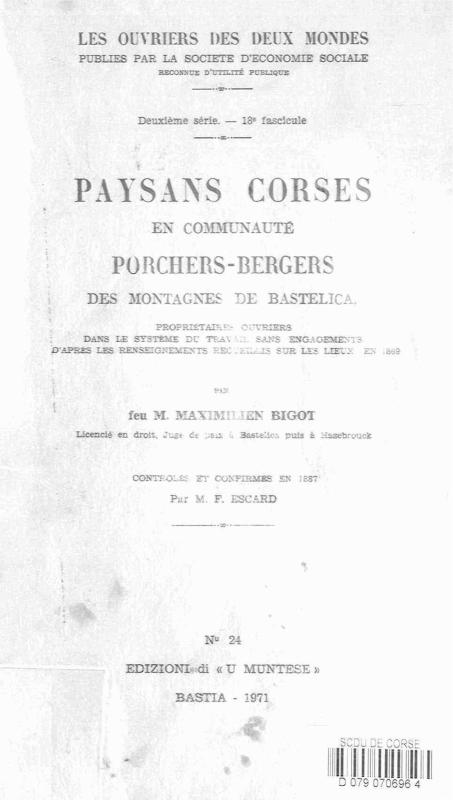 LES OUVRIERS DES DEUX MONDES
PUBLIES PAR LA SOCIETE D'ECONOMIE SOCIALE
RECONNUE D'UTILITÉ PUBLIQUE
Deuxième série. — 18e fascicule
PAYSANS CORSES
EN COMMUNAUTÉ
PORCHERS-BERGERS
DES MONTAGNES DE BASTELICA,
PROPRIETAIRES OUVRIERS
DANS LE SYSTÈME DU TRAVAIL SANS ENGAGEMENTS
D'APRÈS LES RENSEIGNEMENTS RECUEILLIS SUR LES LIEUX EN 1869
PAR
feu M. MAXIMILIEN BIGOT
Licencié en droit, Juge de paix à Bastelica puis à Hazebrouck
CONTROLÉS ET CONFIRMES EN 1887
Par M. F. ESCARD
No 24
EDIZIONI di « U MUNTESE »
BASTIA - 1971
SCDU DE CORSE
D 079 070696 4